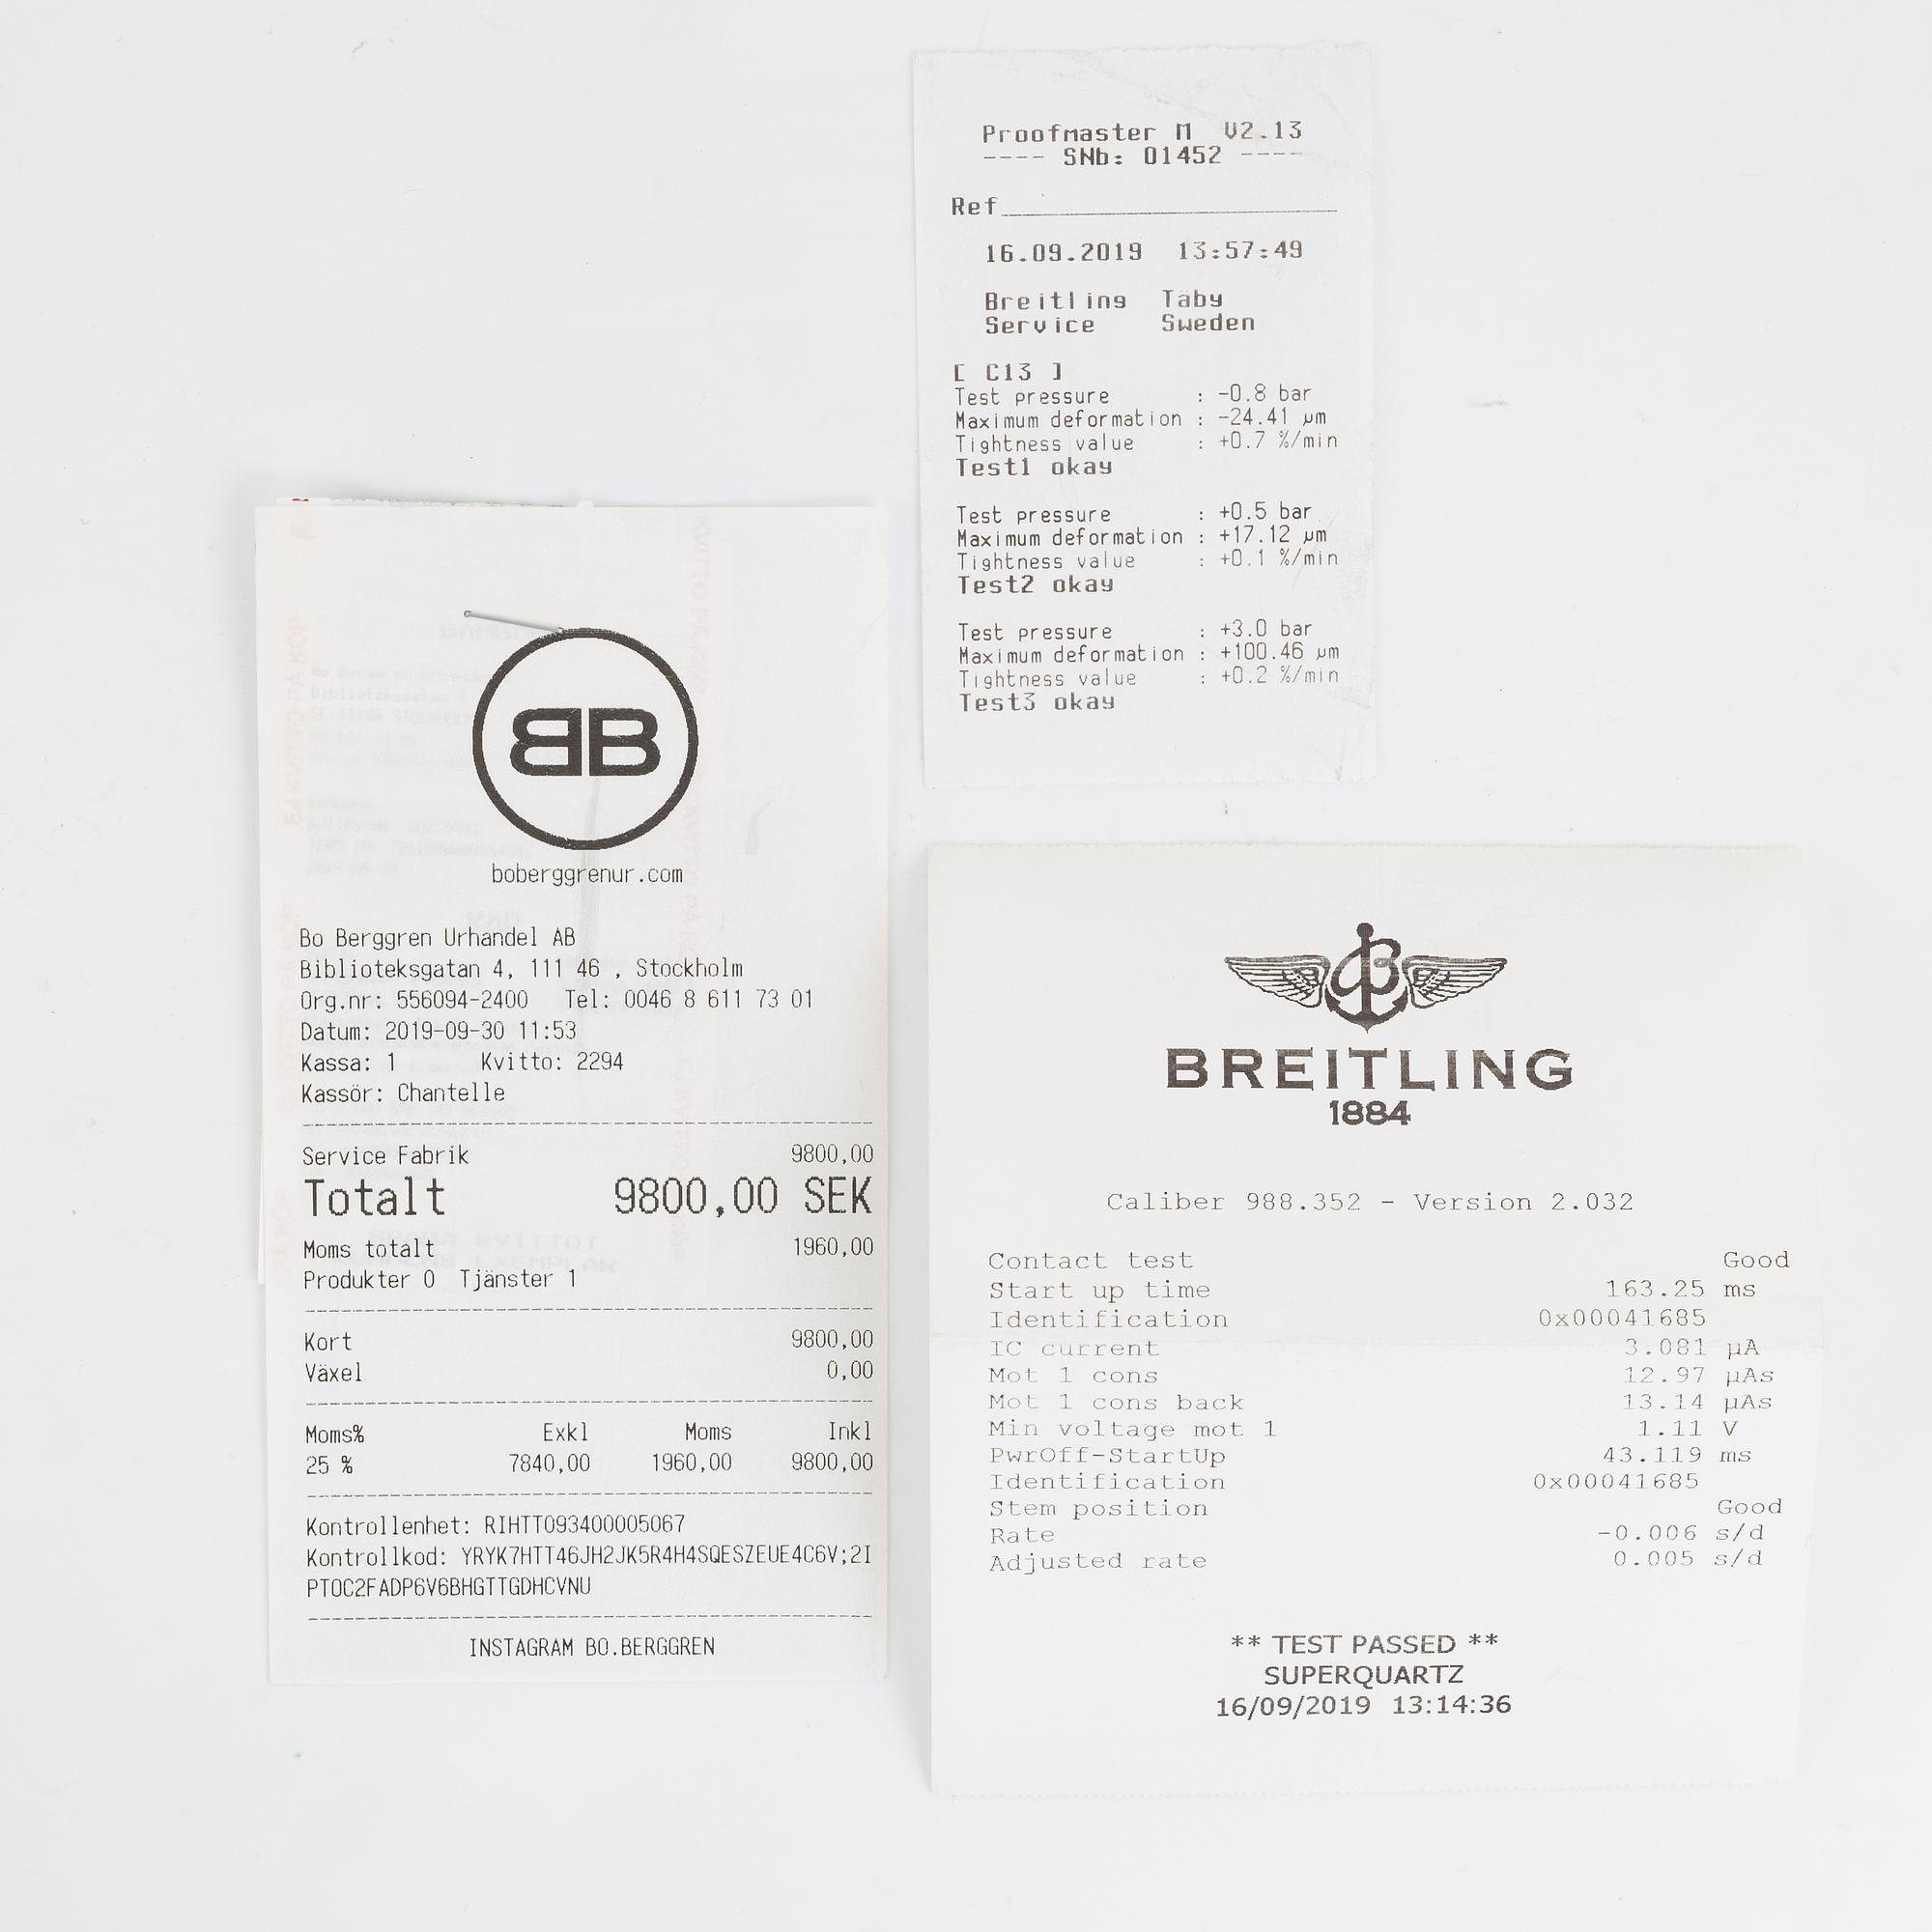 Proofmaster M V2.13
---- SNb: 01452 ----
Ref
16.09.2019 13:57:49
Breitling Täby
Service Sweden
[ C13 ]
Test pressure : -0.8 bar
Maximum deformation : -24.41 µm
Tightness value : +0.7 %/min
Test1 okay
Test pressure : +0.5 bar
Maximum deformation : +17.12 µm
Tightness value : +0.1 %/min
Test2 okay
Test pressure : +3.0 bar
Maximum deformation : +100.46 µm
Tightness value : +0.2 %/min
Test3 okay
BB
boberggrenur.com
Bo Berggren Urhandel AB
Biblioteksgatan 4, 111 46 , Stockholm
Org.nr: 556094-2400 Tel: 0046 8 611 73 01
Datum: 2019-09-30 11:53
Kassa: 1 Kvitto: 2294
Kassör: Chantelle
Service Fabrik 9800,00
Totalt 9800,00 SEK
Moms totalt 1960,00
Produkter 0 Tjänster 1
Kort 9800,00
Växel 0,00
Moms% Exkl Moms Inkl
25 % 7840,00 1960,00 9800,00
Kontrollenhet: RIHTT093400005067
Kontrollkod: YRYK7HTT46JH2JK5R4H4SQESZEUE4C6V;2I
PTOC2FADP6V6BHGTTGDHCVNU
INSTAGRAM BO.BERGGREN
B
BREITLING
1884
Caliber 988.352 - Version 2.032
Contact test Good
Start up time 163.25 ms
Identification 0x00041685
IC current 3.081 µA
Mot 1 cons 12.97 µAs
Mot 1 cons back 13.14 µAs
Min voltage mot 1 1.11 V
PwrOff-StartUp 43.119 ms
Identification 0x00041685
Stem position Good
Rate -0.006 s/d
Adjusted rate 0.005 s/d
** TEST PASSED **
SUPERQUARTZ
16/09/2019 13:14:36